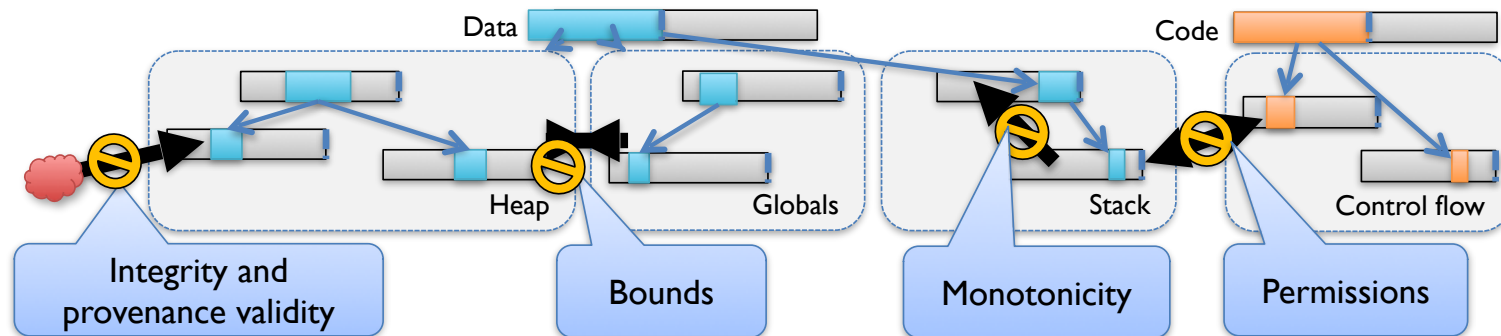 Data
Code
Heap
Globals
Stack
Control flow
Integrity and
provenance validity
Bounds
Monotonicity
Permissions